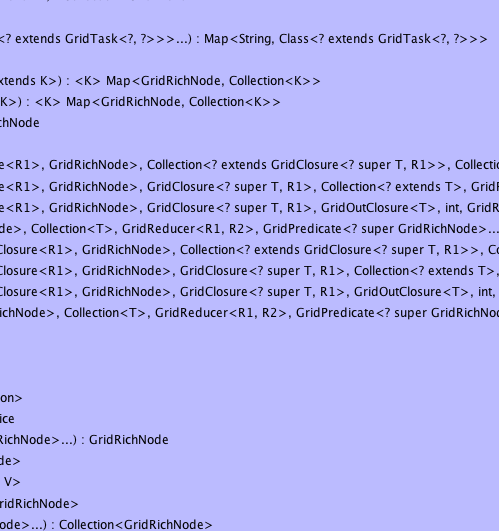 <? extends GridTask<?, ?>>>...) : Map<String, Class<? extends GridTask<?, ?>>>
xtends K>) : <K> Map<GridRichNode, Collection<K>>
K>) : <K> Map<GridRichNode, Collection<K>>
chNode
e<R1>, GridRichNode>, Collection<? extends GridClosure<? super T, R1>>, Collectio
e<R1>, GridRichNode>, GridClosure<? super T, R1>, Collection<? extends T>, GridR
e<R1>, GridRichNode>, GridClosure<? super T, R1>, GridOutClosure<T>, int, GridR
de>, Collection<T>, GridReducer<R1, R2>, GridPredicate<? super GridRichNode>...
Closure<R1>, GridRichNode>, Collection<? extends GridClosure<? super T, R1>>, Co
Closure<R1>, GridRichNode>, GridClosure<? super T, R1>, Collection<? extends T>,
Closure<R1>, GridRichNode>, GridClosure<? super T, R1>, GridOutClosure<T>, int,
ichNode>, Collection<T>, GridReducer<R1, R2>, GridPredicate<? super GridRichNod
on>
ice
RichNode>...) : GridRichNode
de>
V>
GridRichNode>
ode>...) : Collection<GridRichNode>